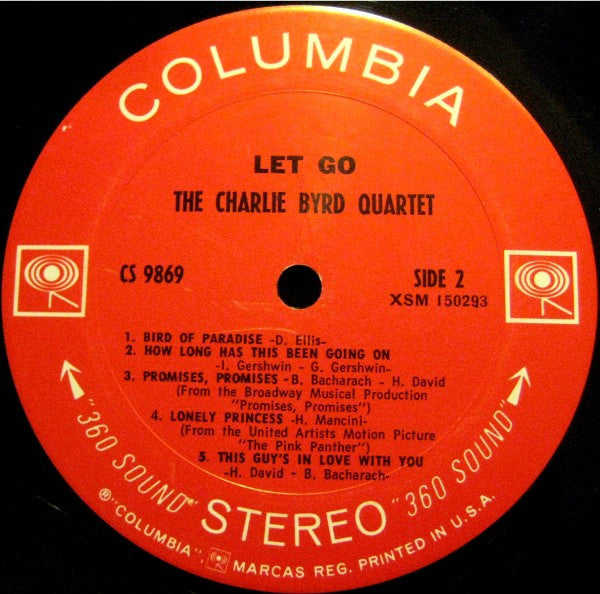 COLUMBIA
LET GO
THE CHARLIE BYRD QUARTET
CS 9869
SIDE 2
XSM 150293
1. BIRD OF PARADISE -D. Ellis-
2. HOW LONG HAS THIS BEEN GOING ON
-I. Gershwin - G. Gershwin-
3. PROMISES, PROMISES - B. Bacharach - H. David
(From the Broadway Musical Production
"Promises, Promises")
4. LONELY PRINCESS -H. Mancini-
(From the United Artists Motion Picture
"The Pink Panther")
5. THIS GUY'S IN LOVE WITH YOU
-H. David - B. Bacharach-
"360 SOUND" STEREO "360 SOUND"
® "COLUMBIA", MARCAS REG. PRINTED IN U.S.A.